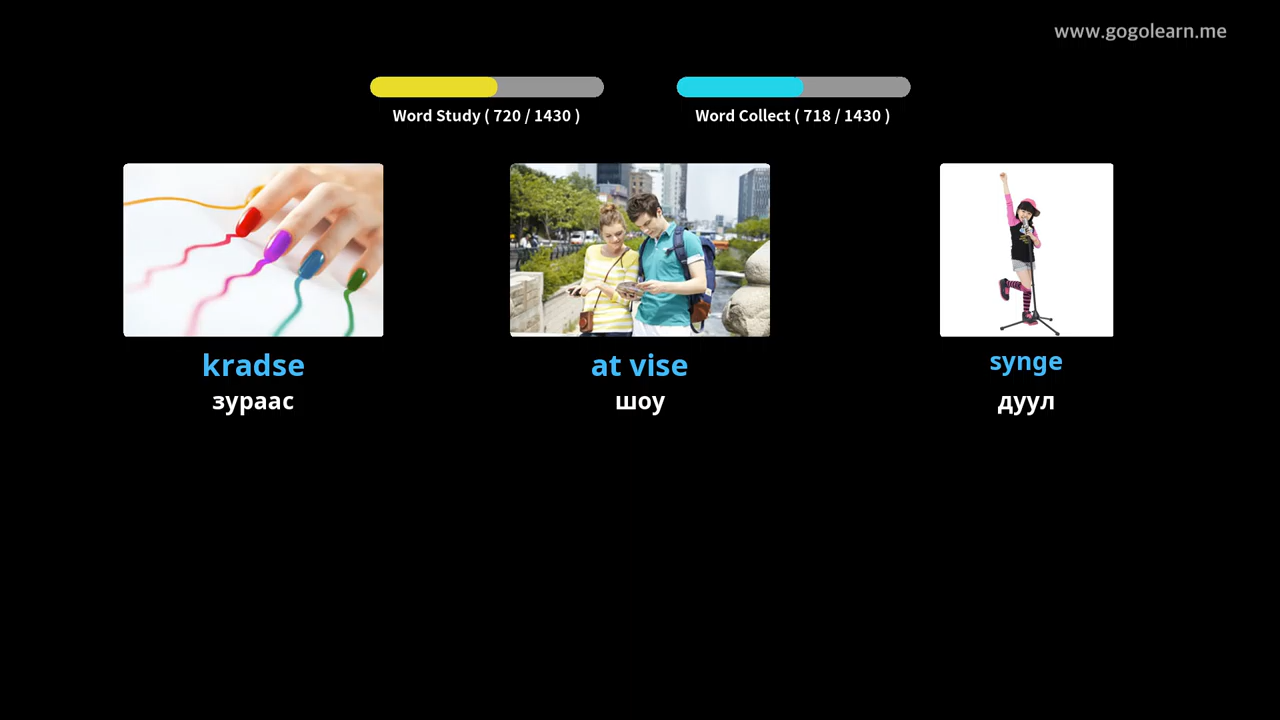 www.gogolearn.me
Word Study ( 720 / 1430 )
Word Collect ( 718 / 1430 )
kradse
зураас
at vise
шоу
synge
дуул